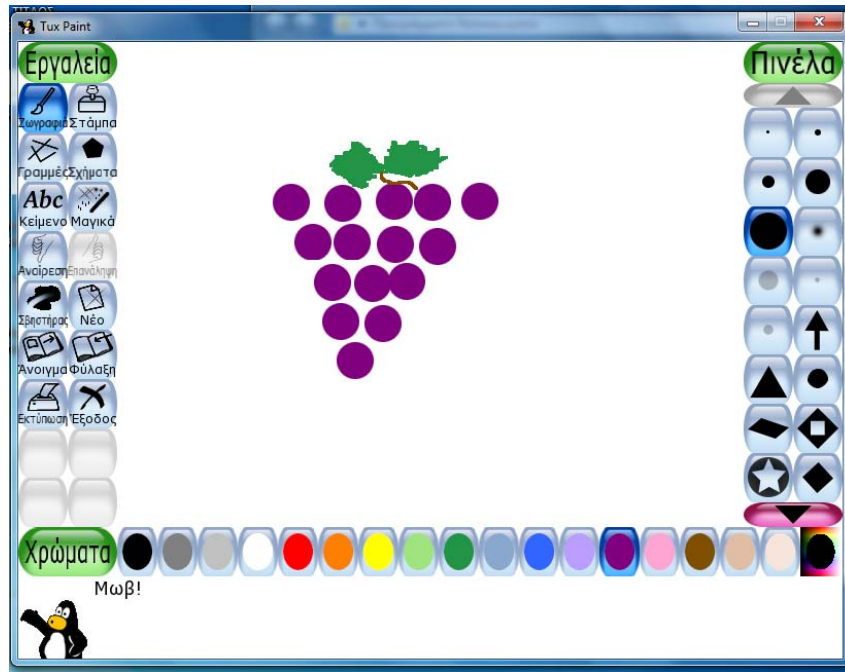 Tux Paint
Εργαλεία
Πινέλα
Ζωγραφιά Στάμπα
Γραμμές Σχήματα
Abc
Κείμενο Μαγικά
Αναίρεση Επανάληψη
Σβηστήρας Νέο
Άνοιγμα Φύλαξη
Εκτύπωση Έξοδος
Χρώματα
Μωβ!